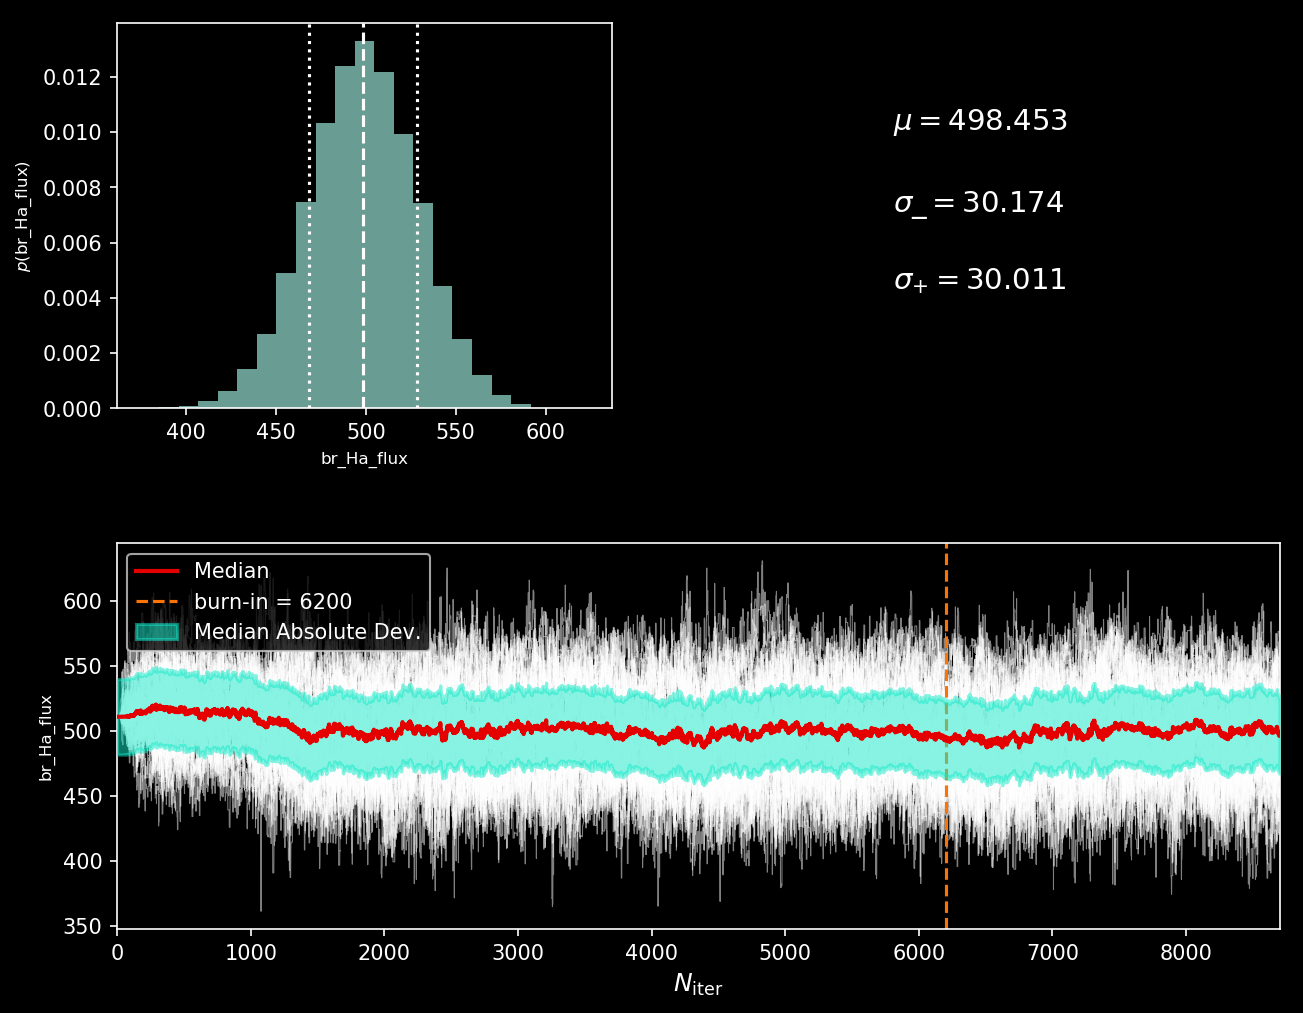 0.012
0.010
0.008
0.006
0.004
0.002
0.000
p(br_Ha_flux)
400 450 500 550 600
br_Ha_flux
μ = 498.453
σ_ = 30.174
σ+ = 30.011
Median
burn-in = 6200
Median Absolute Dev.
600
550
500
450
400
350
br_Ha_flux
0 1000 2000 3000 4000 5000 6000 7000 8000
Niter